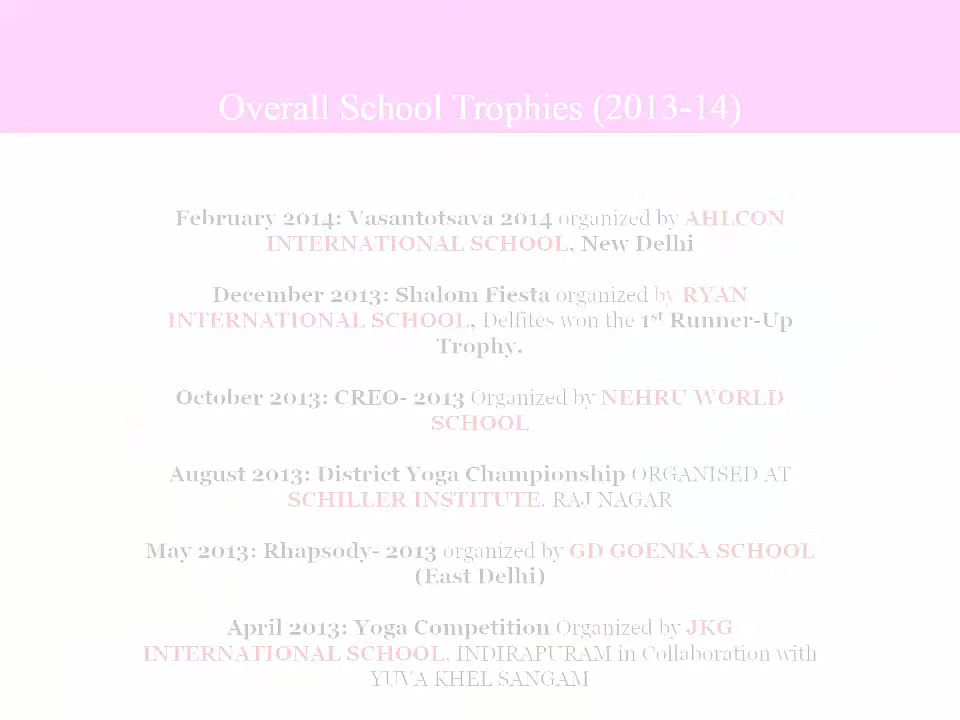 Overall School Trophies (2013-14)
February 2014: Vasantotsava 2014 organized by AHLCON
INTERNATIONAL SCHOOL, New Delhi
December 2013: Shalom Fiesta organized by RYAN
INTERNATIONAL SCHOOL, Delfites won the 1st Runner-Up
Trophy.
October 2013: CREO- 2013 Organized by NEHRU WORLD
SCHOOL
August 2013: District Yoga Championship ORGANISED AT
SCHILLER INSTITUTE, RAJ NAGAR
May 2013: Rhapsody- 2013 organized by GD GOENKA SCHOOL
(East Delhi)
April 2013: Yoga Competition Organized by JKG
INTERNATIONAL SCHOOL, INDIRAPURAM in Collaboration with
YUVA KHEL SANGAM